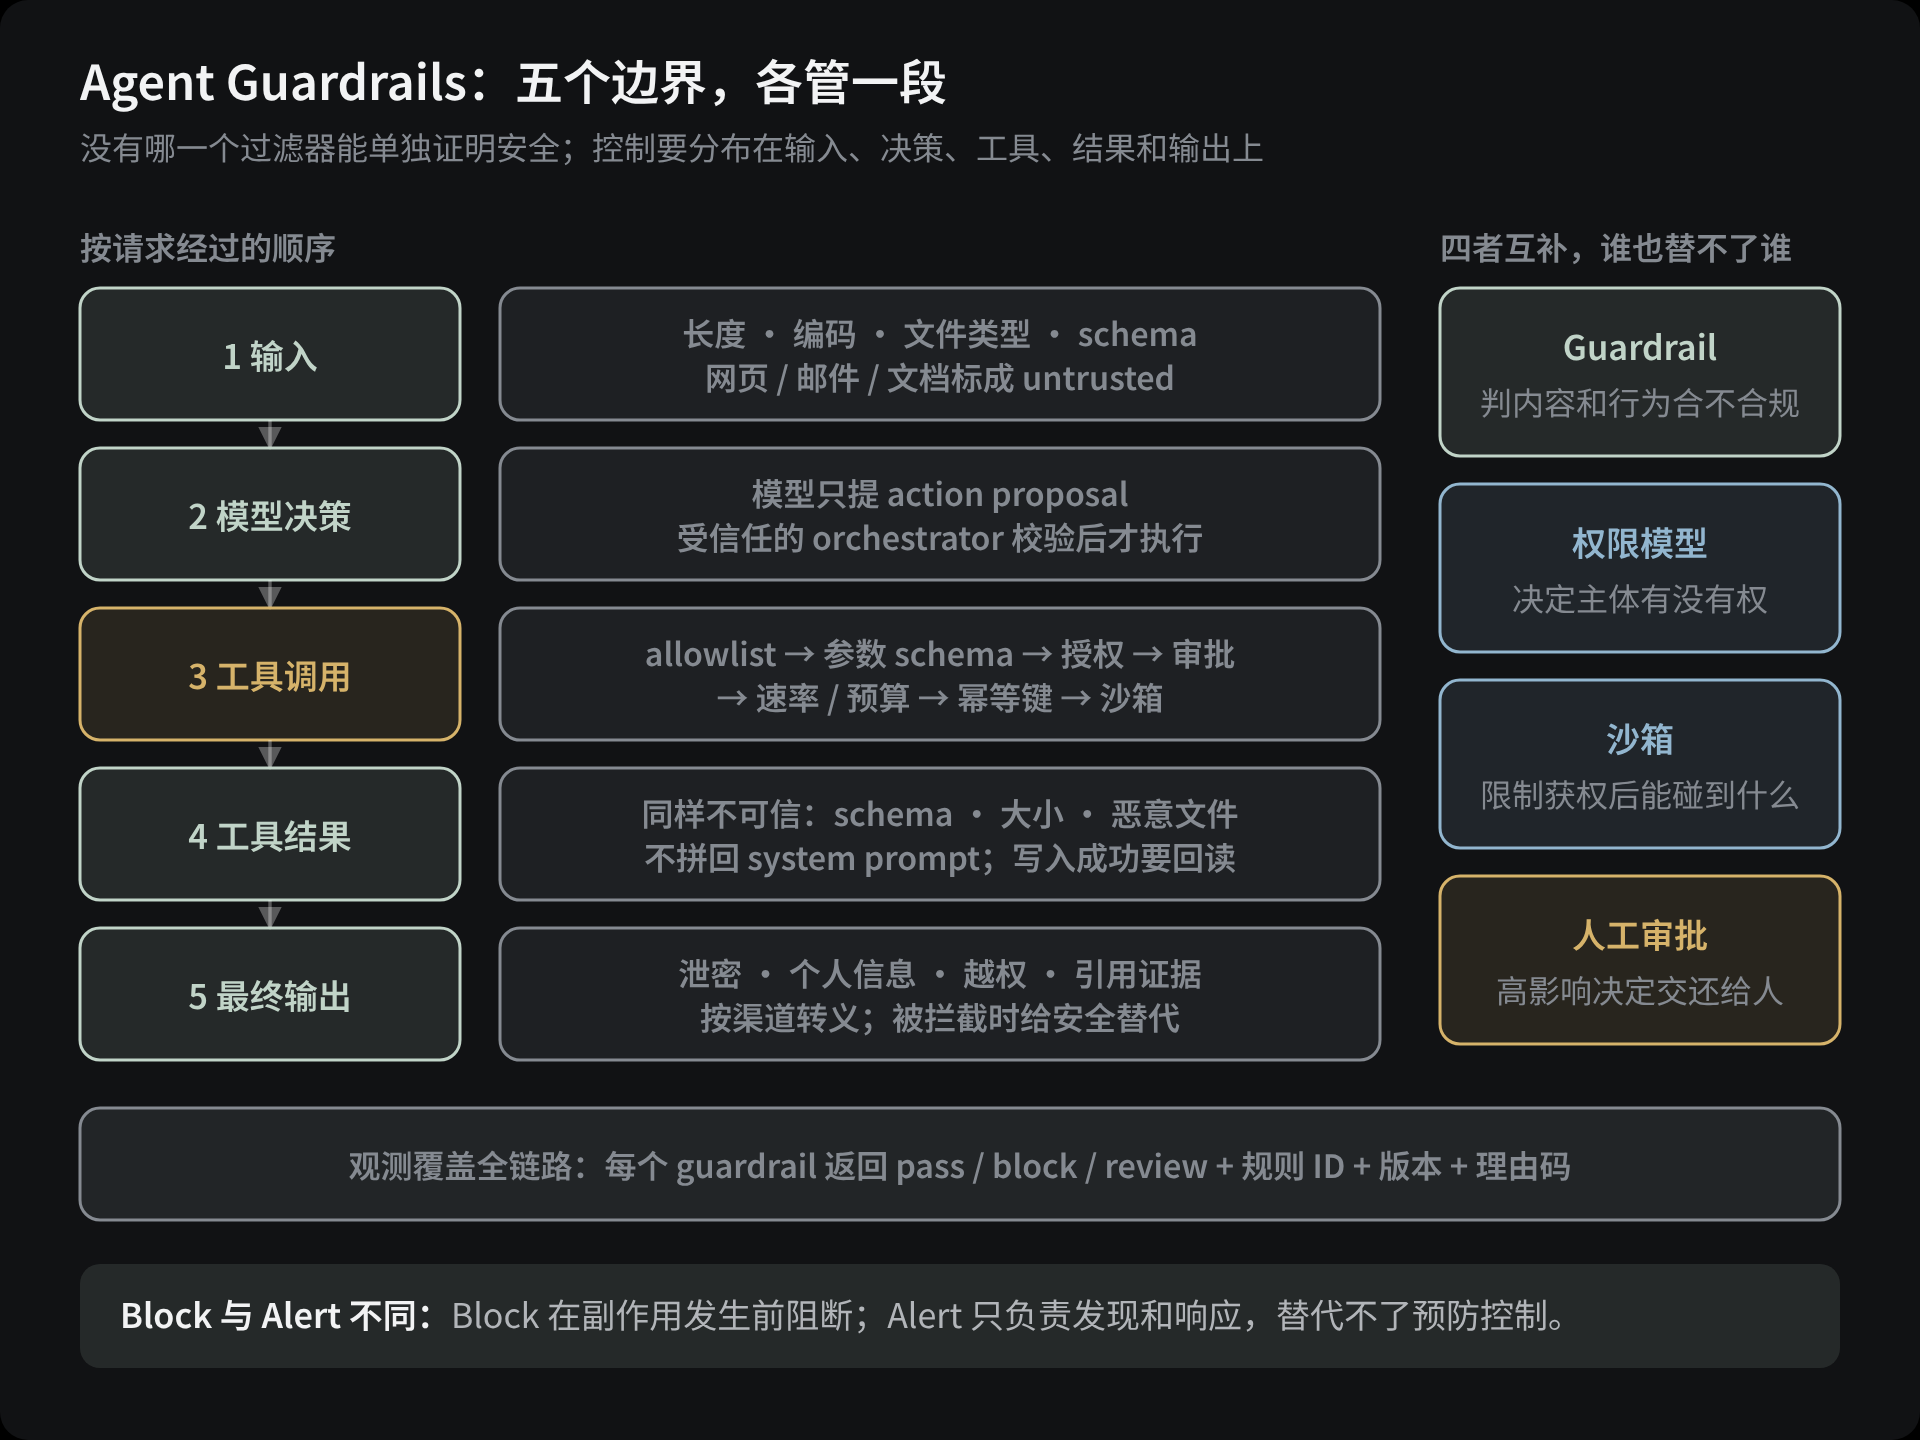 Agent Guardrails：五个边界，各管一段
没有哪一个过滤器能单独证明安全；控制要分布在输入、决策、工具、结果和输出上
按请求经过的顺序
1 输入
长度 · 编码 · 文件类型 · schema
网页 / 邮件 / 文档标成 untrusted
2 模型决策
模型只提 action proposal
受信任的 orchestrator 校验后才执行
3 工具调用
allowlist → 参数 schema → 授权 → 审批
→ 速率 / 预算 → 幂等键 → 沙箱
4 工具结果
同样不可信：schema · 大小 · 恶意文件
不拼回 system prompt；写入成功要回读
5 最终输出
泄密 · 个人信息 · 越权 · 引用证据
按渠道转义；被拦截时给安全替代
四者互补，谁也替不了谁
Guardrail
判内容和行为合不合规
权限模型
决定主体有没有权
沙箱
限制获权后能碰到什么
人工审批
高影响决定交还给人
观测覆盖全链路：每个 guardrail 返回 pass / block / review + 规则 ID + 版本 + 理由码
Block 与 Alert 不同：Block 在副作用发生前阻断；Alert 只负责发现和响应，替代不了预防控制。